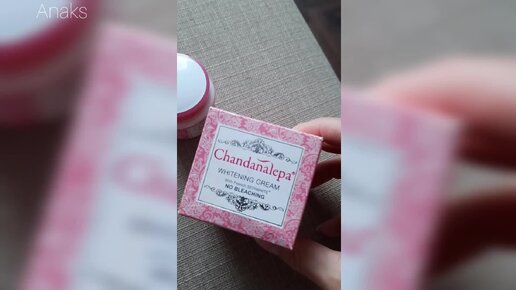 Anaks
Chandanalepa®
WHITENING CREAM
NO BLEACHING